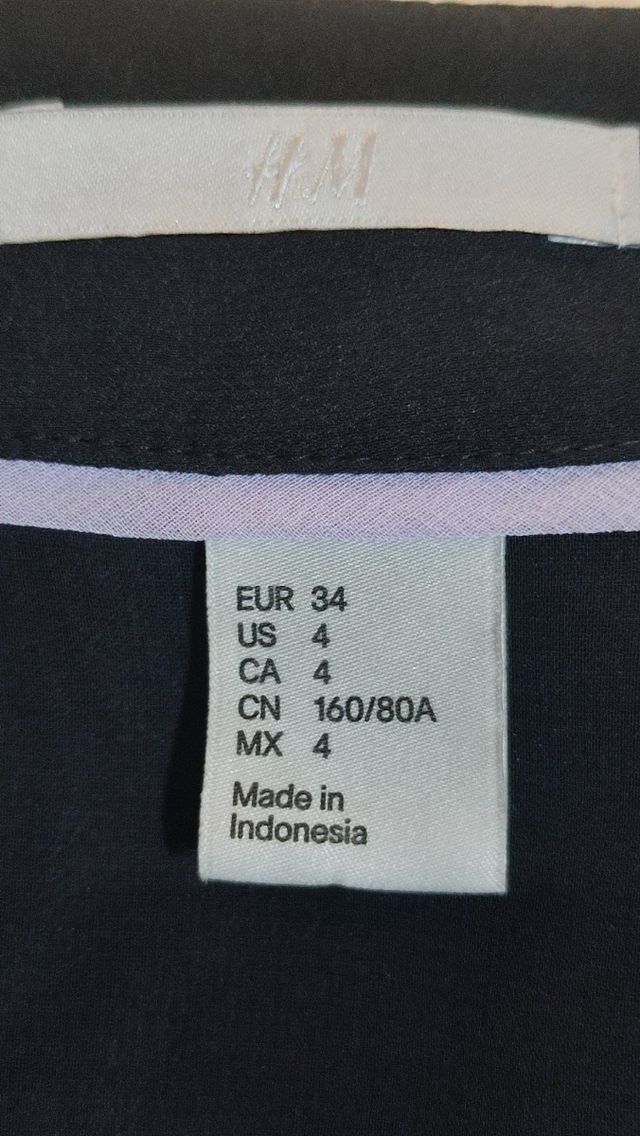 H&M
EUR 34
US 4
CA 4
CN 160/80A
MX 4
Made in
Indonesia